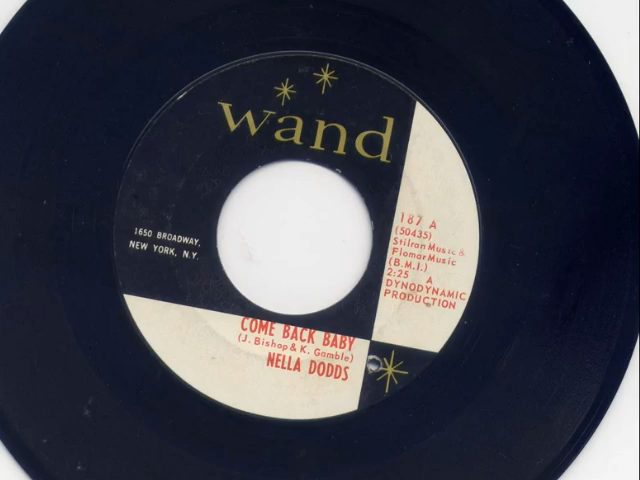 wand
1650 BROADWAY,
NEW YORK, N.Y.
187 A
(50435)
Stilran Music &
Flomar Music
(B.M.I.)
2:25 A
DYNODYNAMIC
PRODUCTION
COME BACK BABY
(J. Bishop & K. Gamble)
NELLA DODDS